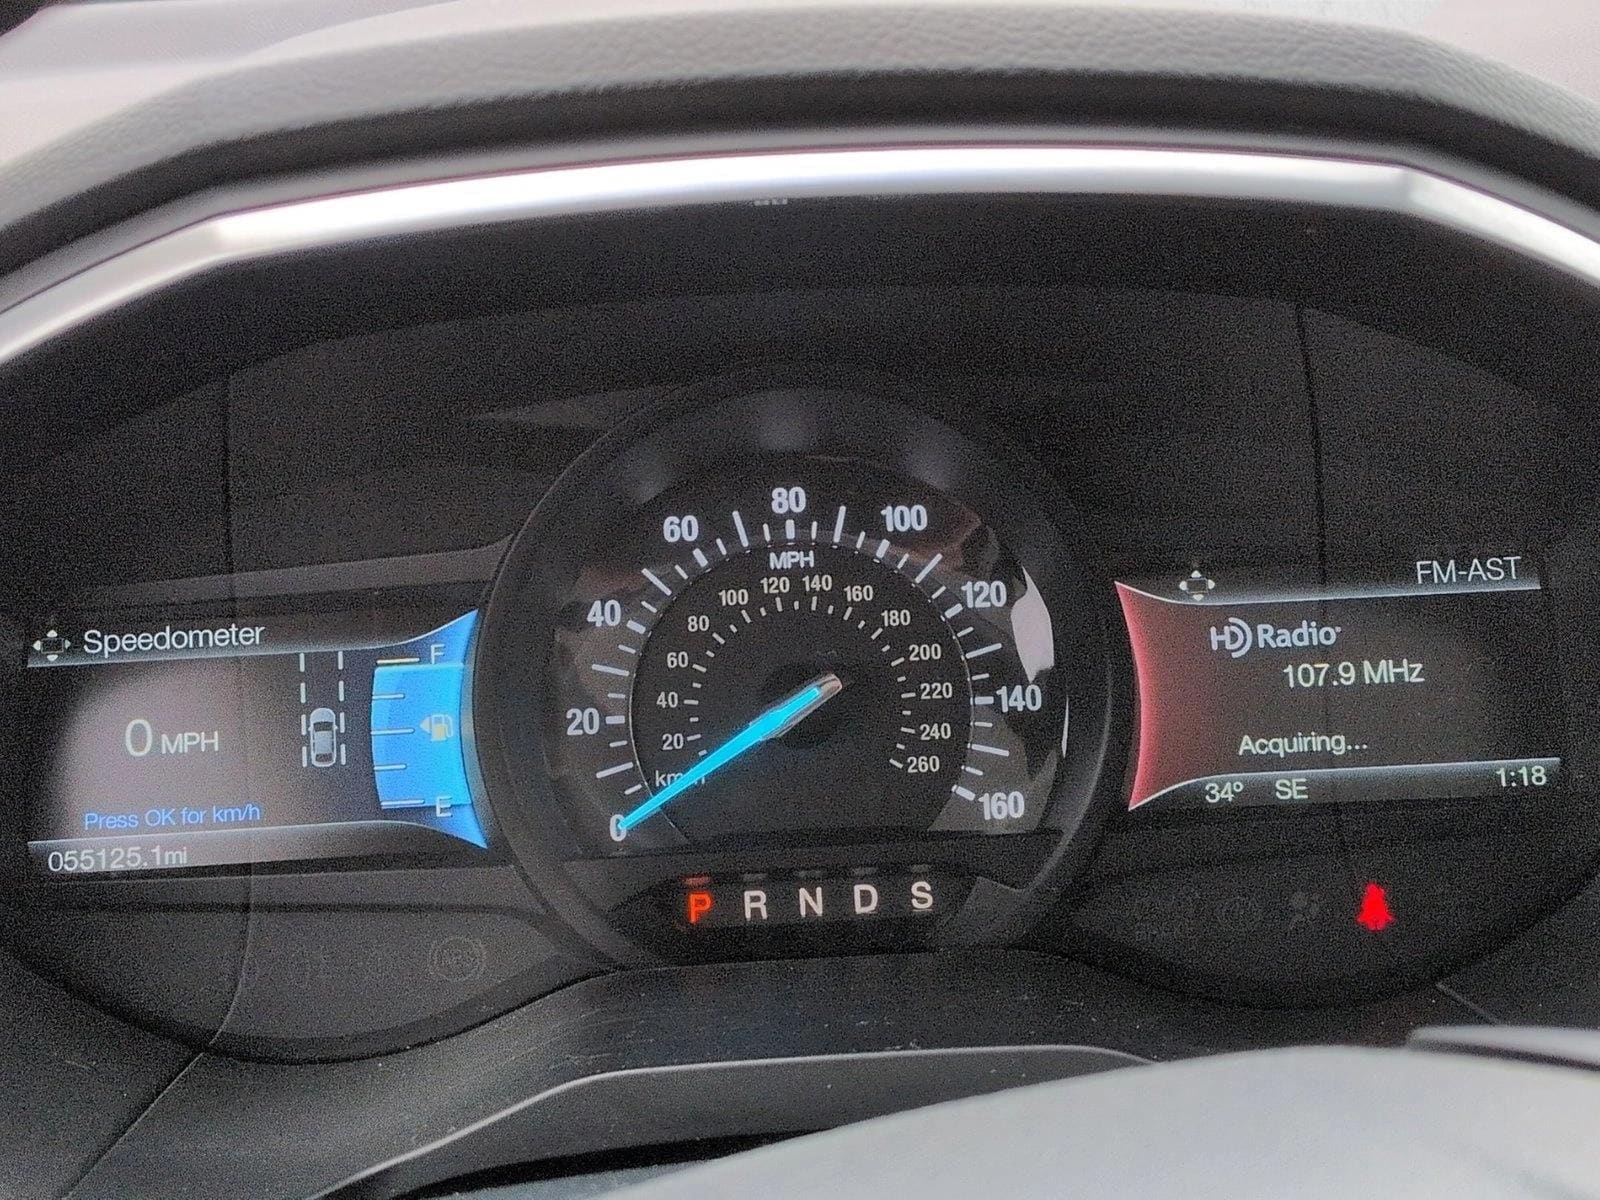 Speedometer
0 MPH
Press OK for km/h
055125.1mi
F
E
0
20
40
60
80
100
120
140
160
MPH
20
40
60
80
100
120
140
160
180
200
220
240
260
P R N D S
FM-AST
HD Radio
107.9 MHz
Acquiring...
34° SE
1:18